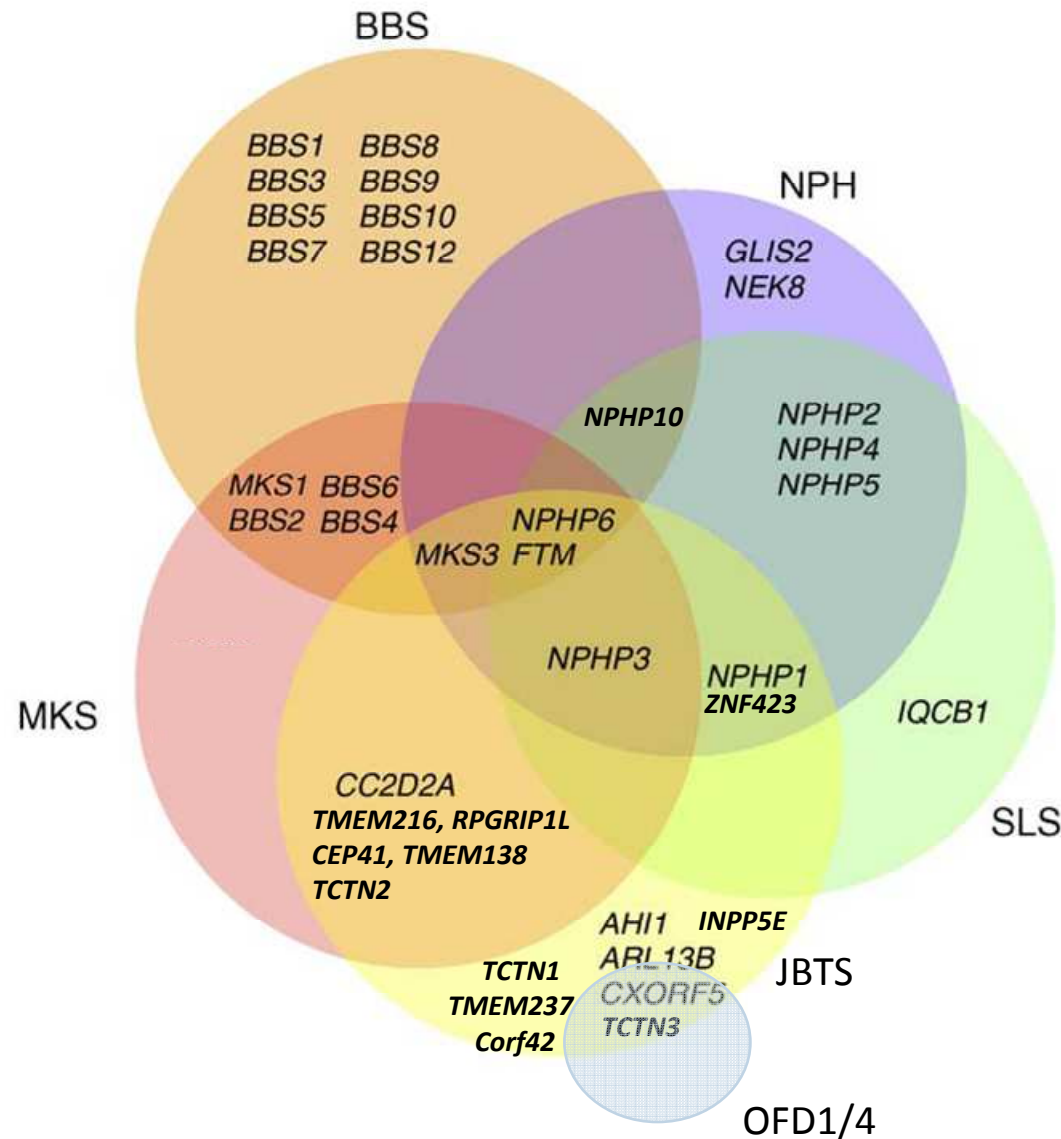 BBS
BBS1 BBS8
BBS3 BBS9
BBS5 BBS10
BBS7 BBS12
NPH
GLIS2
NEK8
NPHP10
NPHP2
NPHP4
NPHP5
MKS1 BBS6
BBS2 BBS4
NPHP6
MKS3 FTM
NPHP3
NPHP1
ZNF423
IQCB1
MKS
SLS
CC2D2A
TMEM216, RPGRIP1L
CEP41, TMEM138
TCTN2
AHI1 INPP5E
ARL13B
CXORF5
TCTN3
JBTS
TCTN1
TMEM237
Corf42
OFD1/4